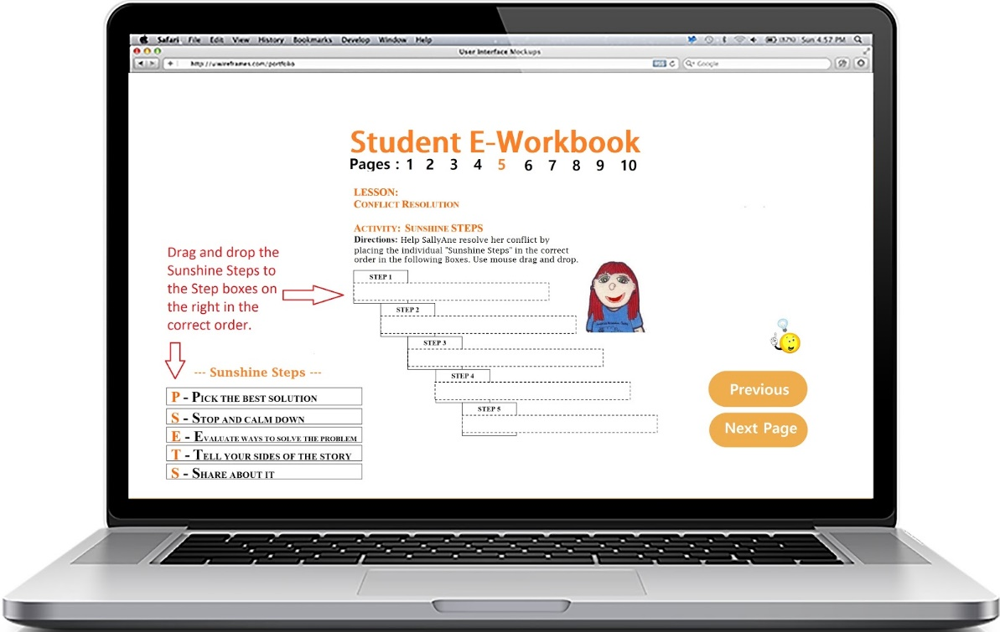 Safari File Edit View History Bookmarks Develop Window Help
(87%) Sun 4:57 PM
User Interface Mockups
http://uiwireframes.com/portfolio
RSS
Google
Student E-Workbook
Pages : 1 2 3 4 5 6 7 8 9 10
LESSON:
CONFLICT RESOLUTION
ACTIVITY: SUNSHINE STEPS
Directions: Help SallyAne resolve her conflict by
placing the individual "Sunshine Steps" in the correct
order in the following Boxes. Use mouse drag and drop.
Drag and drop the
Sunshine Steps to
the Step boxes on
the right in the
correct order.
STEP 1
STEP 2
STEP 3
STEP 4
STEP 5
--- Sunshine Steps ---
P - PICK THE BEST SOLUTION
S - STOP AND CALM DOWN
E - EVALUATE WAYS TO SOLVE THE PROBLEM
T - TELL YOUR SIDES OF THE STORY
S - SHARE ABOUT IT
Previous
Next Page